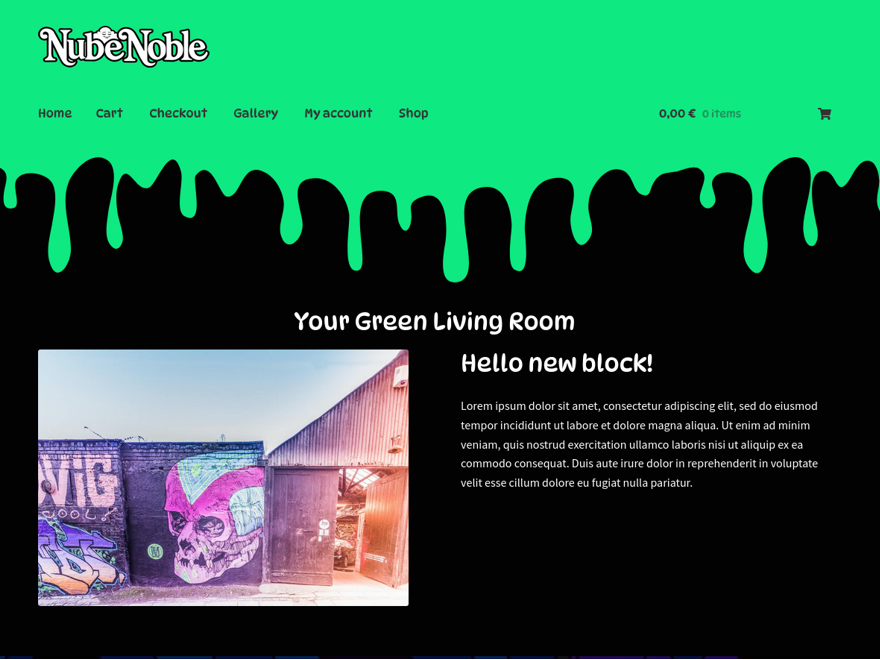 NubeNoble
Home Cart Checkout Gallery My account Shop 0,00 € 0 items
Your Green Living Room
Hello new block!
Lorem ipsum dolor sit amet, consectetur adipiscing elit, sed do eiusmod
tempor incididunt ut labore et dolore magna aliqua. Ut enim ad minim
veniam, quis nostrud exercitation ullamco laboris nisi ut aliquip ex ea
commodo consequat. Duis aute irure dolor in reprehenderit in voluptate
velit esse cillum dolore eu fugiat nulla pariatur.